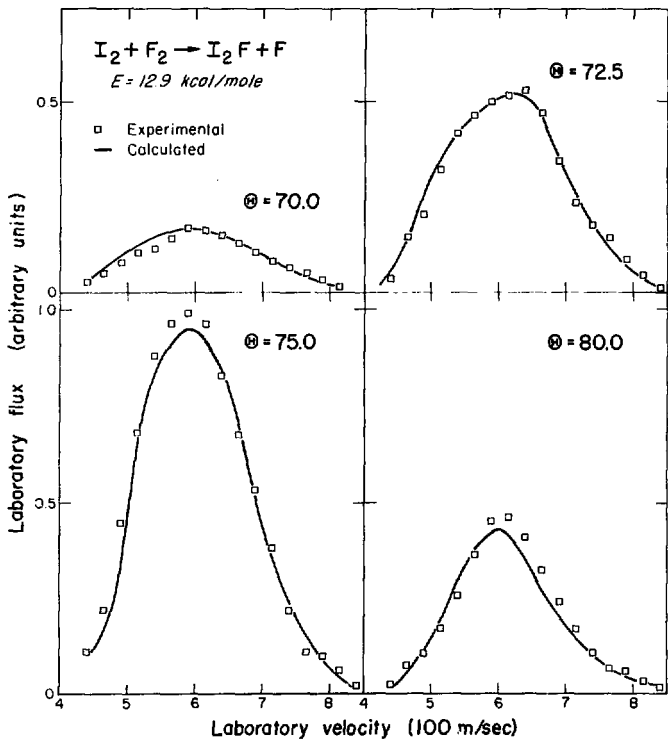 I₂ + F₂ → I₂F + F
E = 12.9 kcal/mole
□ Experimental
— Calculated
Ⓗ = 70.0
Ⓗ = 72.5
Ⓗ = 75.0
Ⓗ = 80.0
0.5
1.0
0.5
0
4 5 6 7 8 4 5 6 7 8
Laboratory flux (arbitrary units)
Laboratory velocity (100 m/sec)